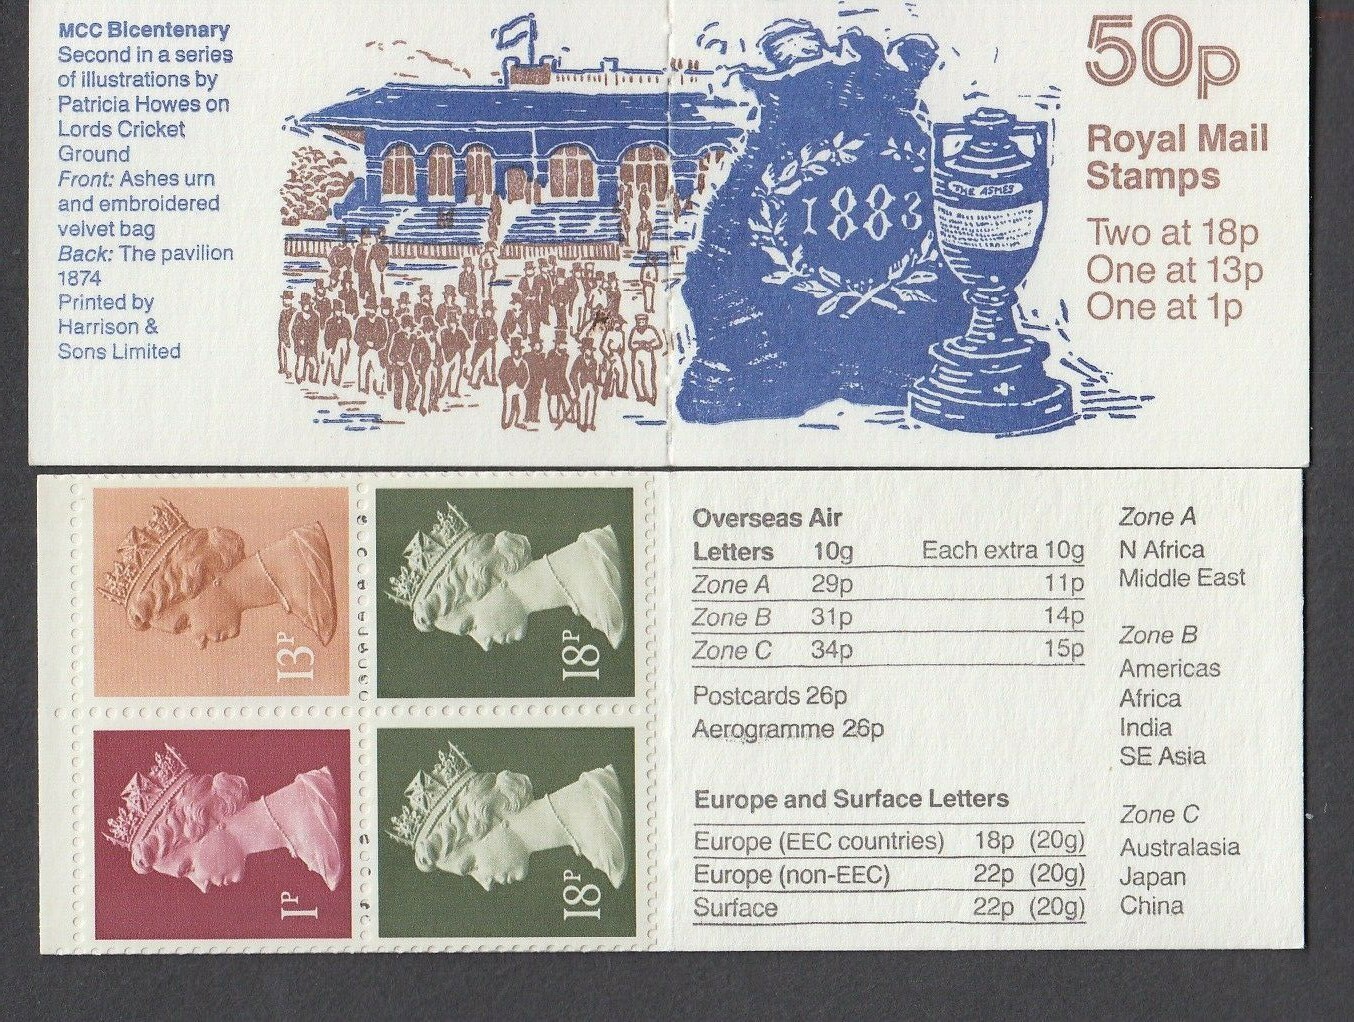 MCC Bicentenary
Second in a series
of illustrations by
Patricia Howes on
Lords Cricket
Ground
Front: Ashes urn
and embroidered
velvet bag
Back: The pavilion
1874
Printed by
Harrison &
Sons Limited
1883
THE ASHES
50p
Royal Mail
Stamps
Two at 18p
One at 13p
One at 1p
13P
18P
1P
18P
Overseas Air
Letters 10g Each extra 10g
Zone A 29p 11p
Zone B 31p 14p
Zone C 34p 15p
Postcards 26p
Aerogramme 26p
Europe and Surface Letters
Europe (EEC countries) 18p (20g)
Europe (non-EEC) 22p (20g)
Surface 22p (20g)
Zone A
N Africa
Middle East
Zone B
Americas
Africa
India
SE Asia
Zone C
Australasia
Japan
China